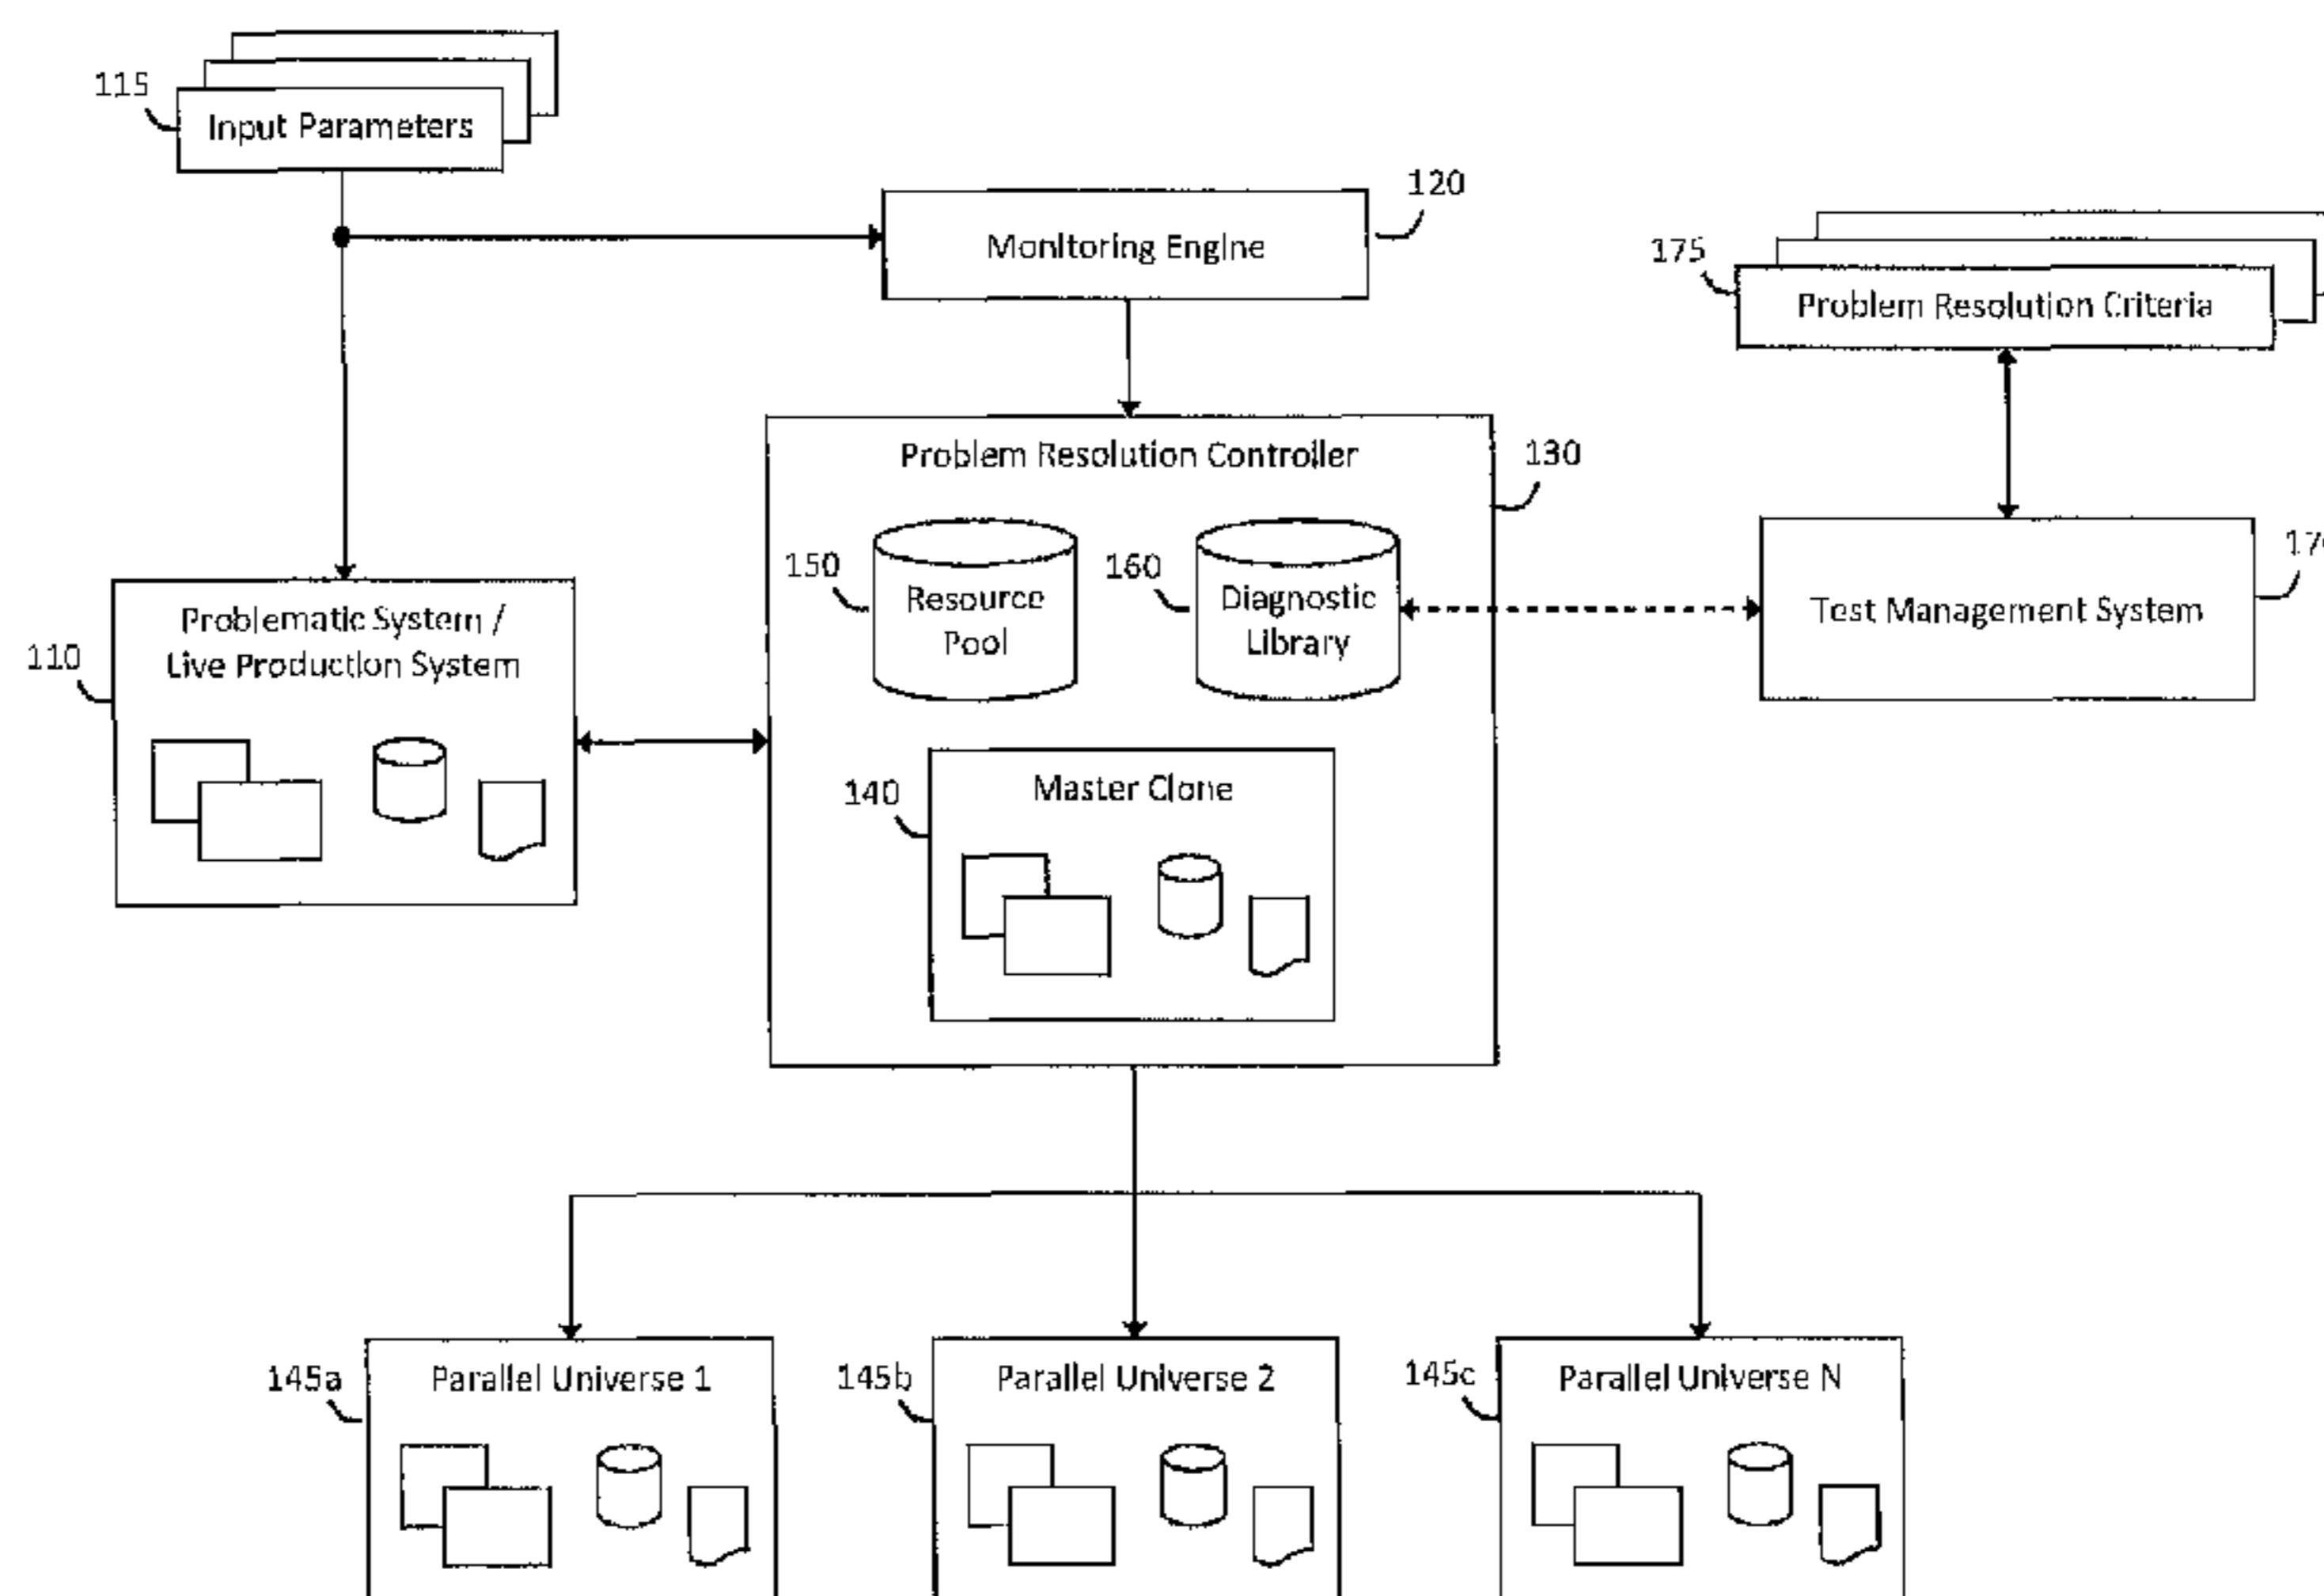 115
Input Parameters
120
Monitoring Engine
175
Problem Resolution Criteria
Problem Resolution Controller
130
150
Resource
Pool
160
Diagnostic
Library
Test Management System
110
Problematic System /
Live Production System
140
Master Clone
145a
Parallel Universe 1
145b
Parallel Universe 2
145c
Parallel Universe N